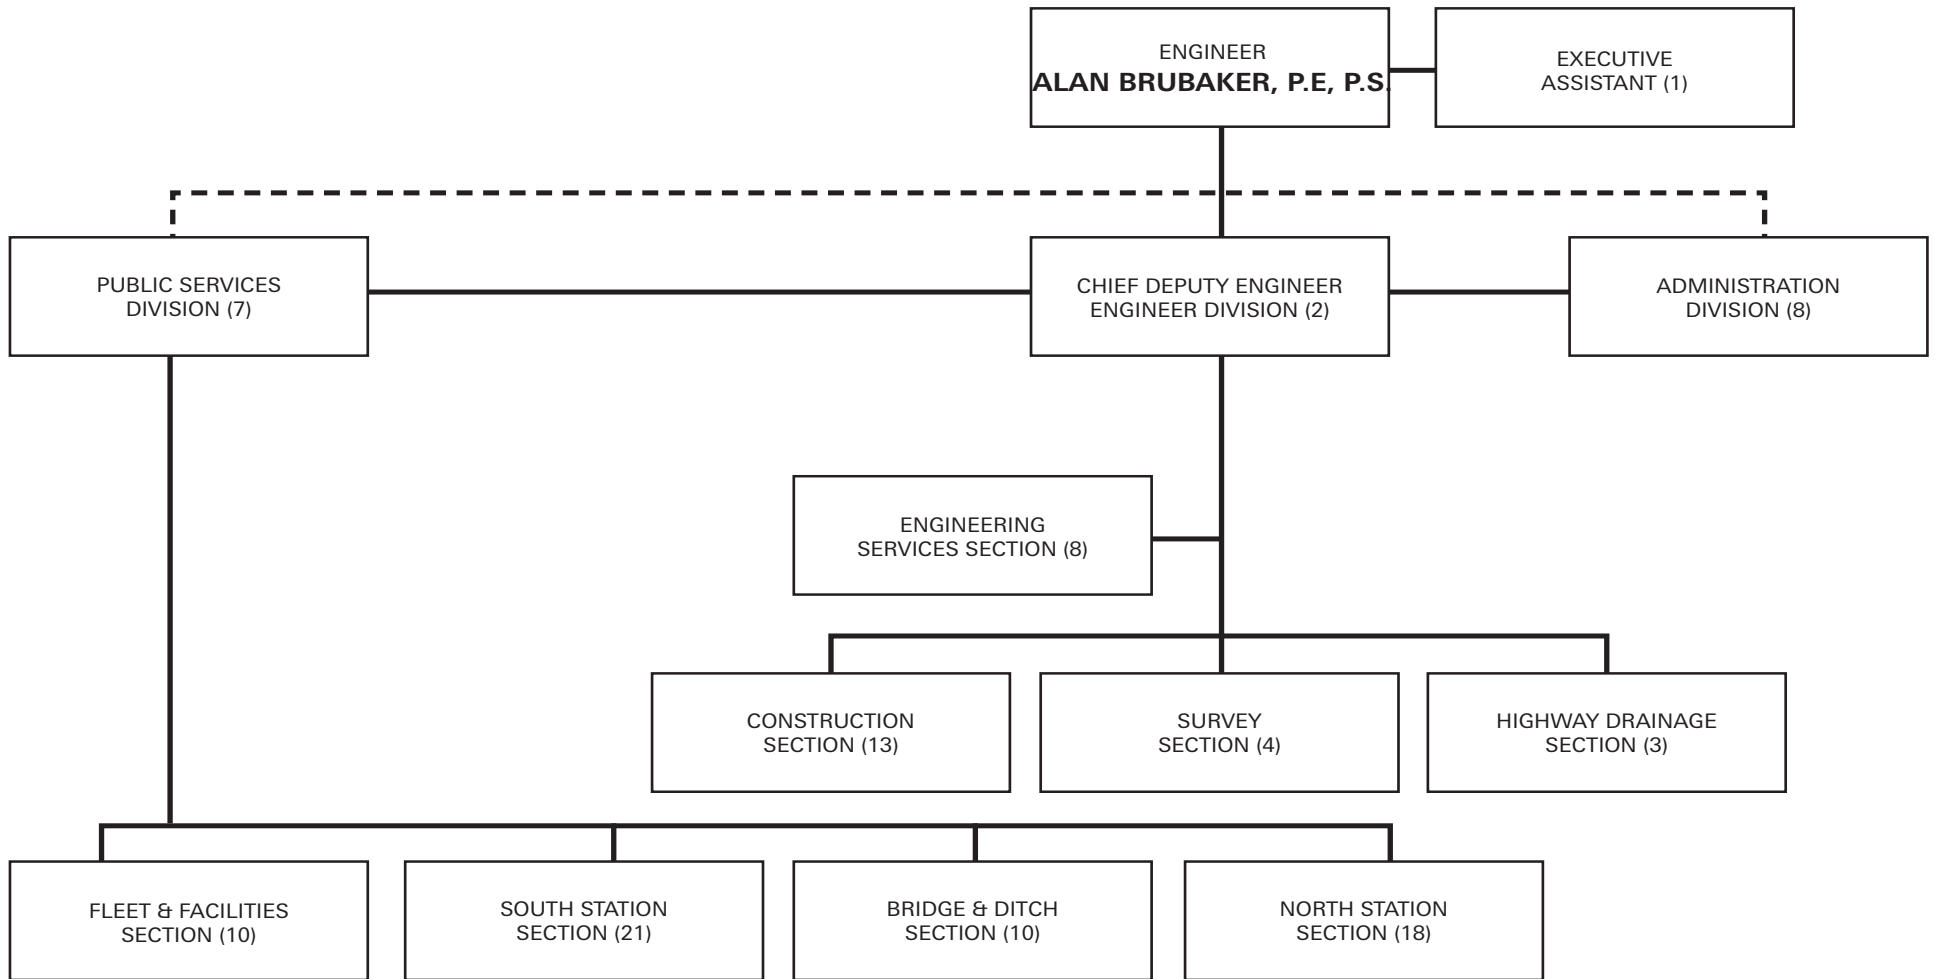 ENGINEER
ALAN BRUBAKER, P.E, P.S.
EXECUTIVE
ASSISTANT (1)
PUBLIC SERVICES
DIVISION (7)
CHIEF DEPUTY ENGINEER
ENGINEER DIVISION (2)
ADMINISTRATION
DIVISION (8)
ENGINEERING
SERVICES SECTION (8)
CONSTRUCTION
SECTION (13)
SURVEY
SECTION (4)
HIGHWAY DRAINAGE
SECTION (3)
FLEET & FACILITIES
SECTION (10)
SOUTH STATION
SECTION (21)
BRIDGE & DITCH
SECTION (10)
NORTH STATION
SECTION (18)